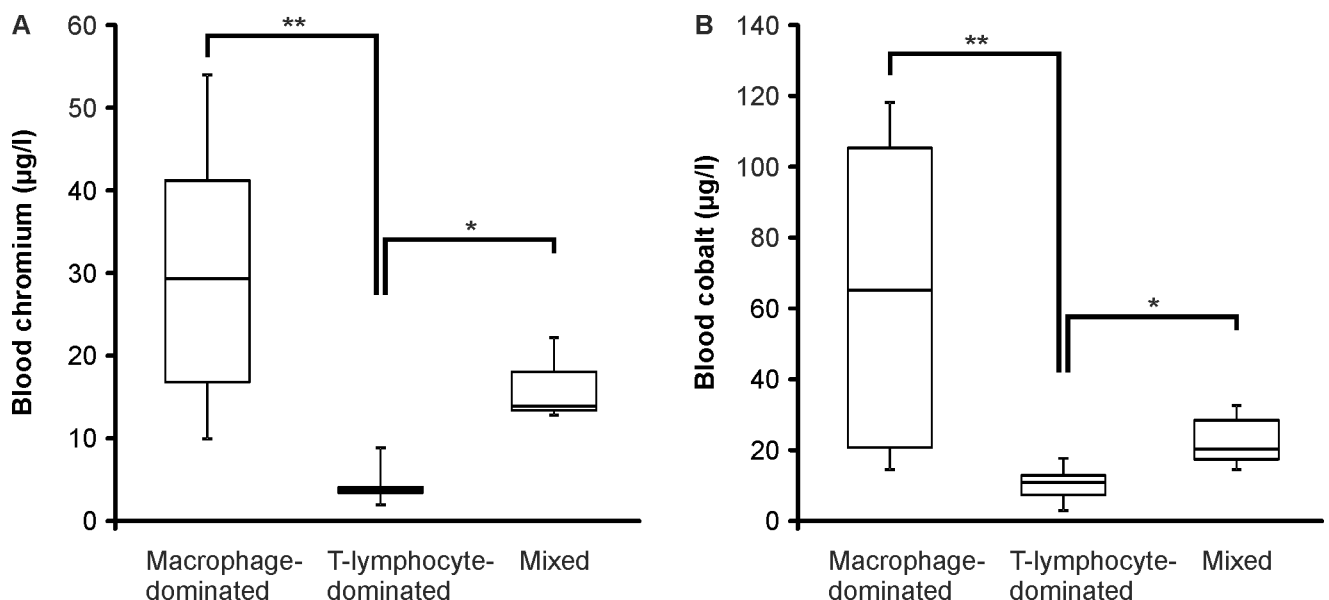 A
Blood chromium (µg/l)
60
50
40
30
20
10
0
**
*
Macrophage-
dominated
T-lymphocyte-
dominated
Mixed
B
Blood cobalt (µg/l)
140
120
100
80
60
40
20
0
**
*
Macrophage-
dominated
T-lymphocyte-
dominated
Mixed